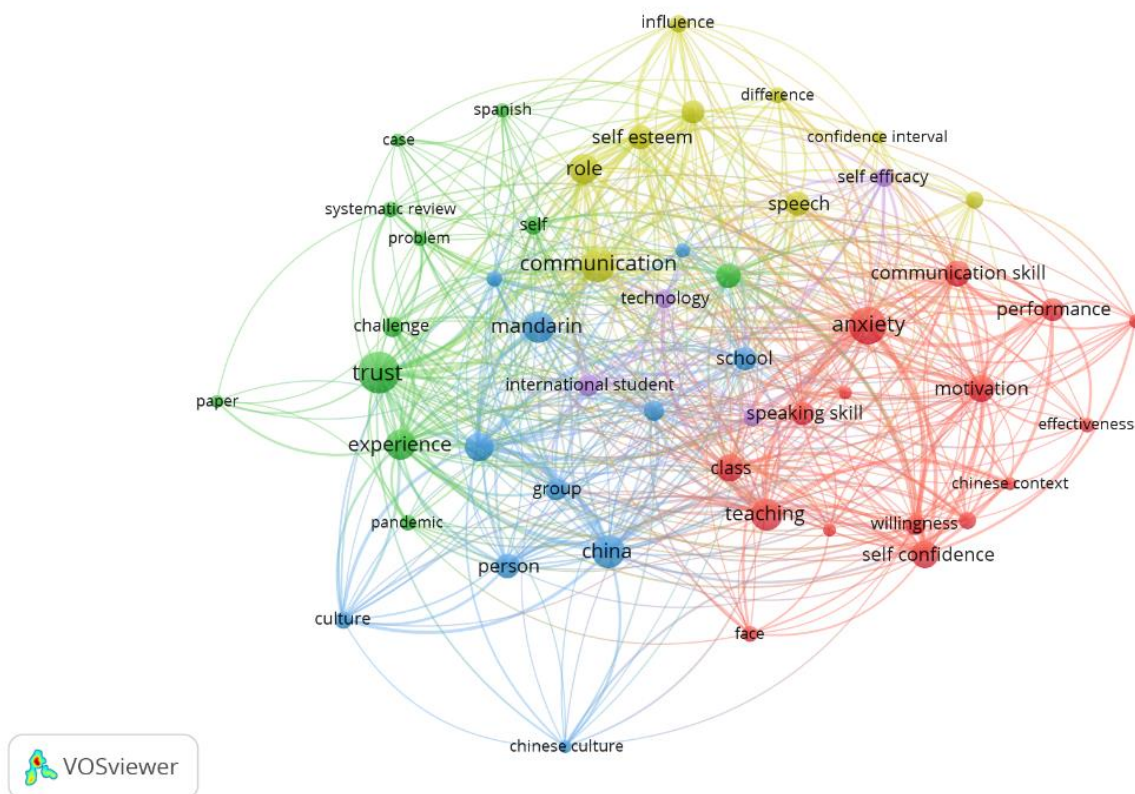 influence
difference
spanish
self esteem
confidence interval
case
role
self efficacy
systematic review
speech
self
problem
communication
communication skill
technology
performance
challenge
mandarin
anxiety
school
trust
international student
motivation
paper
speaking skill
effectiveness
experience
class
chinese context
group
pandemic
teaching
willingness
china
self confidence
person
culture
face
chinese culture
VOSviewer